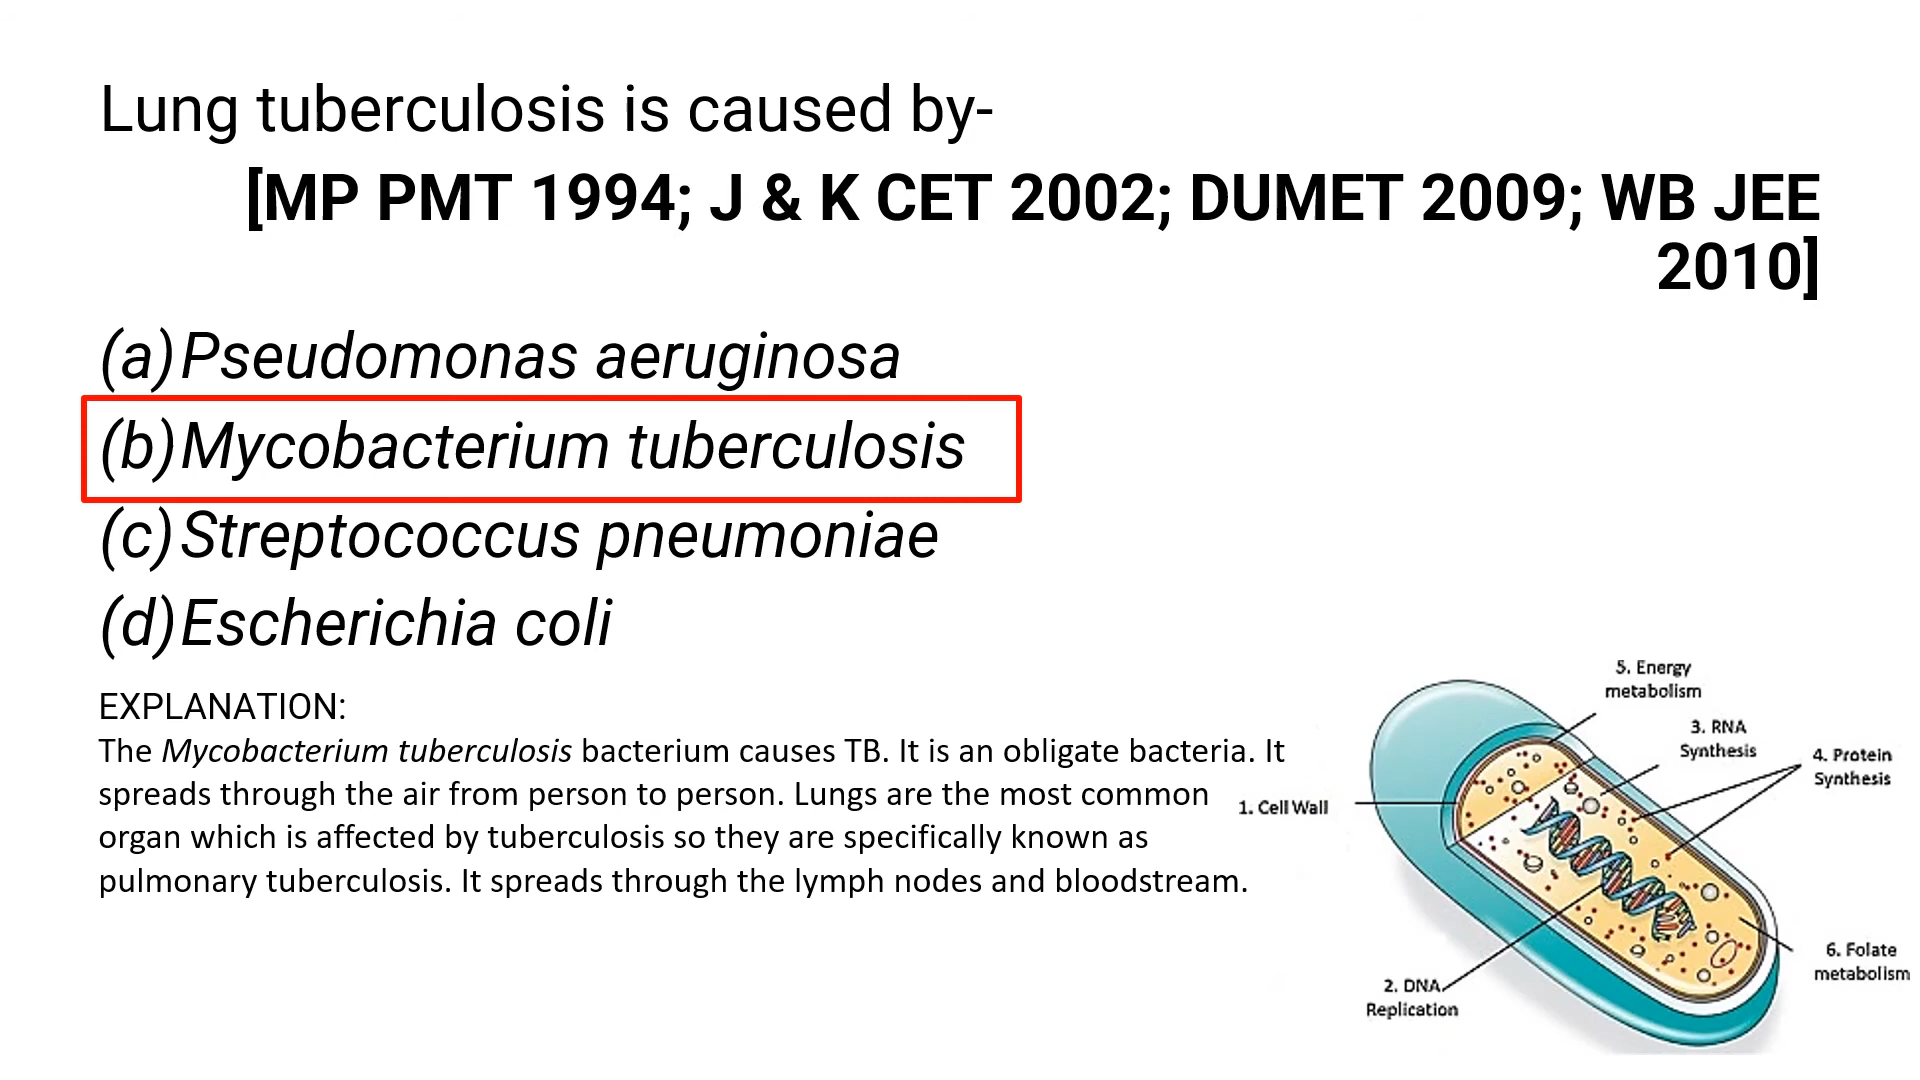 Lung tuberculosis is caused by-
[MP PMT 1994; J & K CET 2002; DUMET 2009; WB JEE
2010]
(a) Pseudomonas aeruginosa
(b) Mycobacterium tuberculosis
(c) Streptococcus pneumoniae
(d) Escherichia coli
EXPLANATION:
The Mycobacterium tuberculosis bacterium causes TB. It is an obligate bacteria. It
spreads through the air from person to person. Lungs are the most common
organ which is affected by tuberculosis so they are specifically known as
pulmonary tuberculosis. It spreads through the lymph nodes and bloodstream.
5. Energy
metabolism
3. RNA
Synthesis
4. Protein
Synthesis
1. Cell Wall
6. Folate
metabolism
2. DNA
Replication